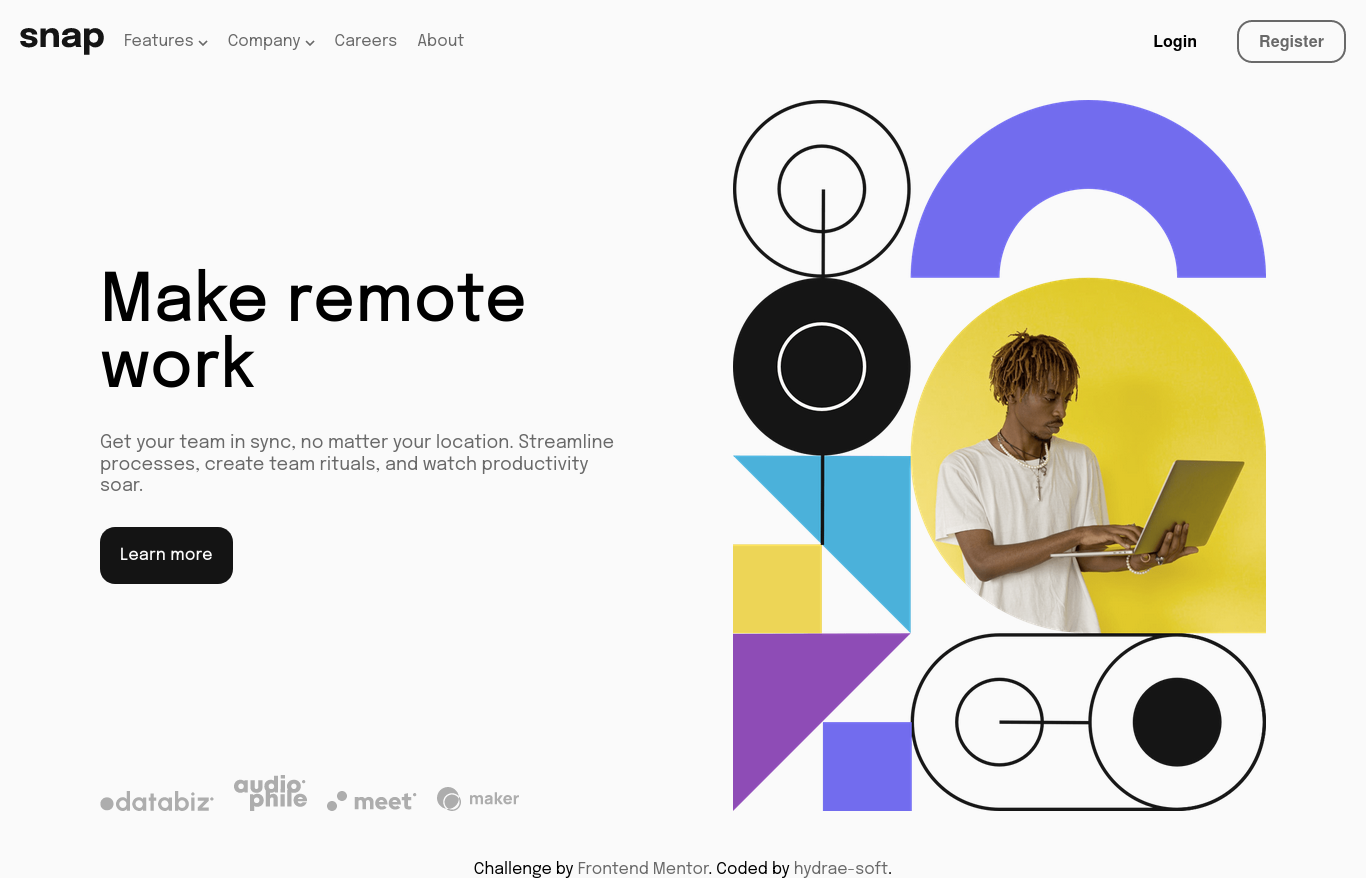 snap Features Company Careers About Login Register
Make remote
work
Get your team in sync, no matter your location. Streamline
processes, create team rituals, and watch productivity
soar.
Learn more
databiz audiophile meet maker
Challenge by Frontend Mentor. Coded by hydrae-soft.